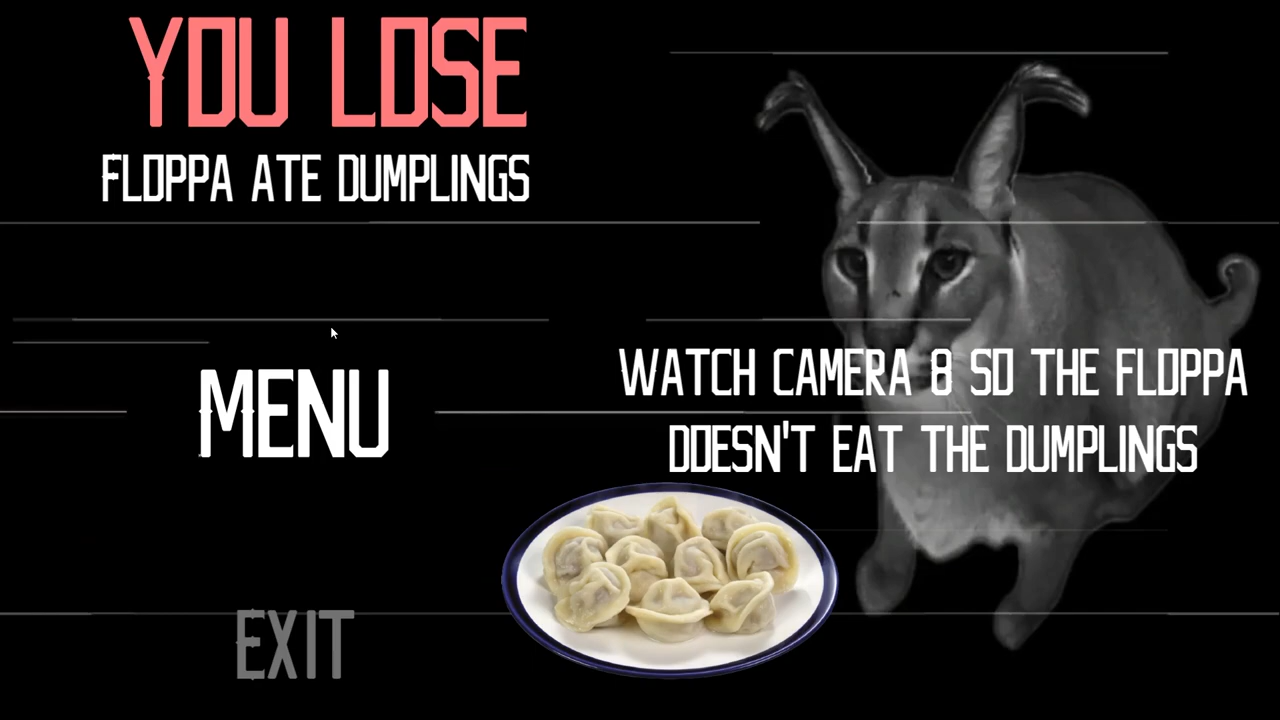 YOU LOSE
FLOPPA ATE DUMPLINGS
WATCH CAMERA 8 SO THE FLOPPA
DOESN'T EAT THE DUMPLINGS
MENU
EXIT